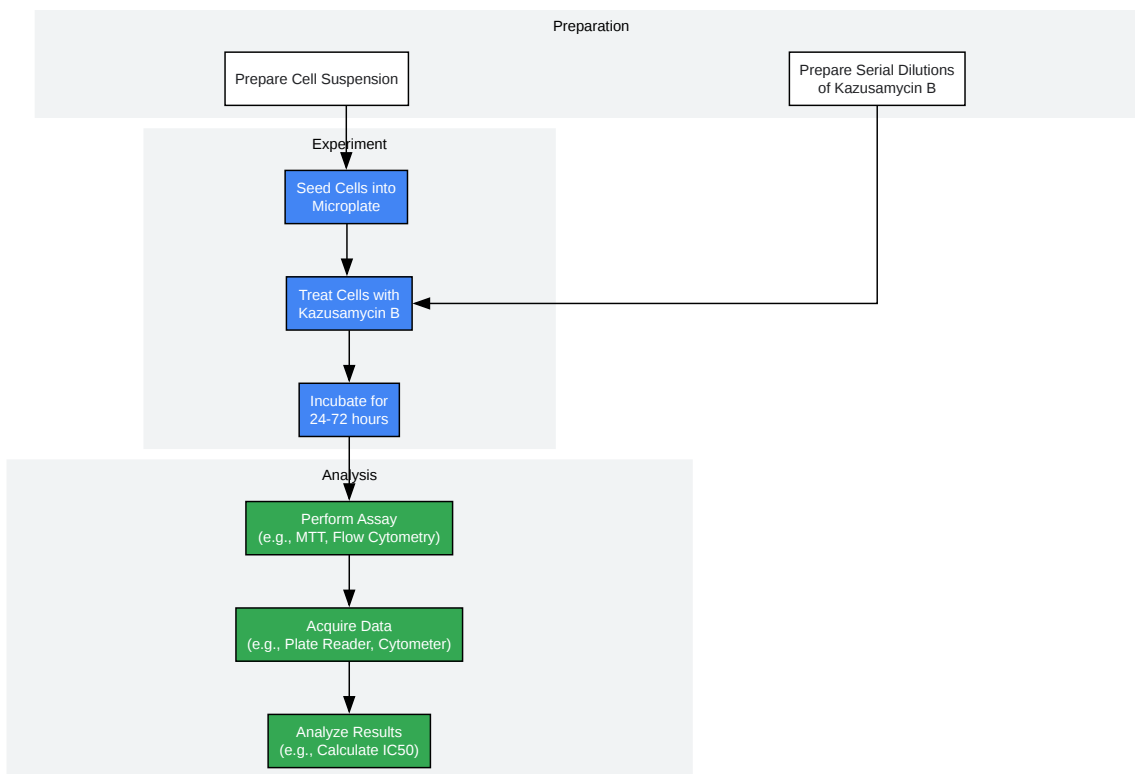 Preparation
Prepare Cell Suspension
Prepare Serial Dilutions
of Kazusamycin B
Experiment
Seed Cells into
Microplate
Treat Cells with
Kazusamycin B
Incubate for
24-72 hours
Analysis
Perform Assay
(e.g., MTT, Flow Cytometry)
Acquire Data
(e.g., Plate Reader, Cytometer)
Analyze Results
(e.g., Calculate IC50)